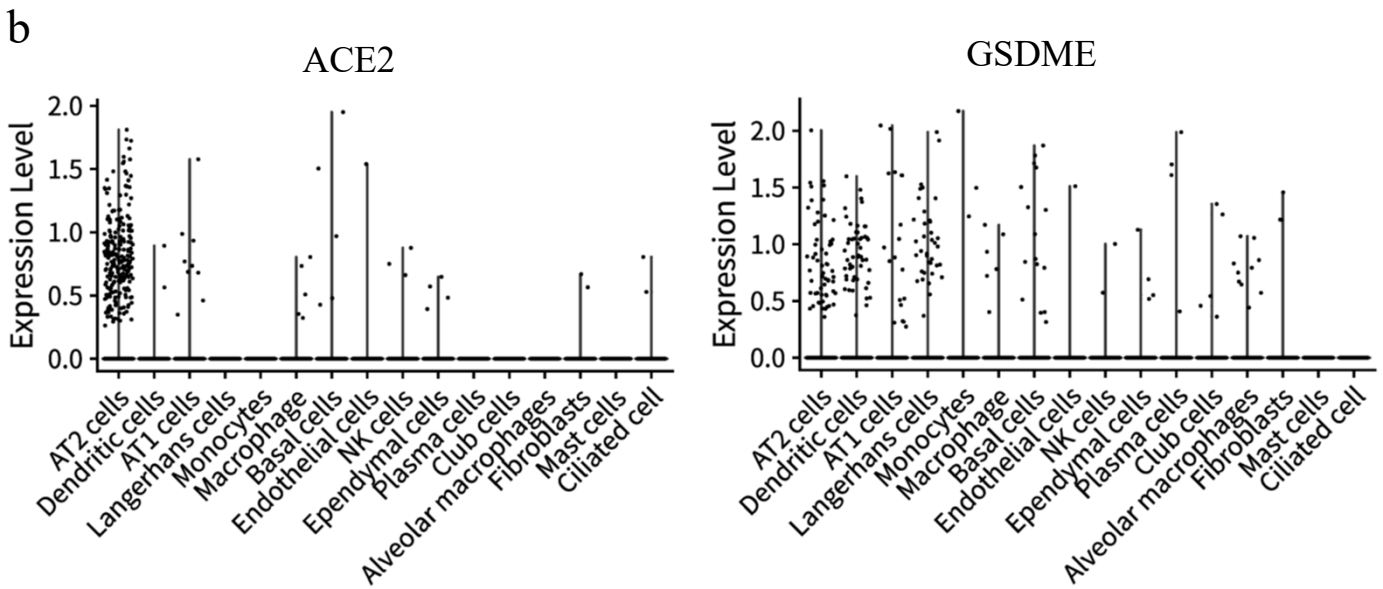 b
ACE2
Expression Level
2.0
1.5
1.0
0.5
0.0
AT2 cells
Dendritic cells
AT1 cells
Langerhans cells
Monocytes
Macrophage
Basal cells
Endothelial cells
NK cells
Ependymal cells
Plasma cells
Club cells
Alveolar macrophages
Fibroblasts
Mast cells
Ciliated cell
GSDME
Expression Level
2.0
1.5
1.0
0.5
0.0
AT2 cells
Dendritic cells
AT1 cells
Langerhans cells
Monocytes
Macrophage
Basal cells
Endothelial cells
NK cells
Ependymal cells
Plasma cells
Club cells
Alveolar macrophages
Fibroblasts
Mast cells
Ciliated cell